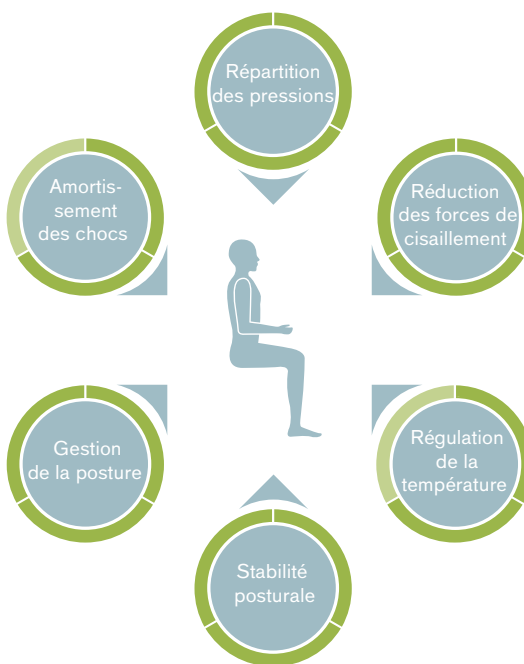 Répartition
des pressions
Amortis-
sement
des chocs
Réduction
des forces de
cisaillement
Gestion
de la posture
Régulation
de la
température
Stabilité
posturale